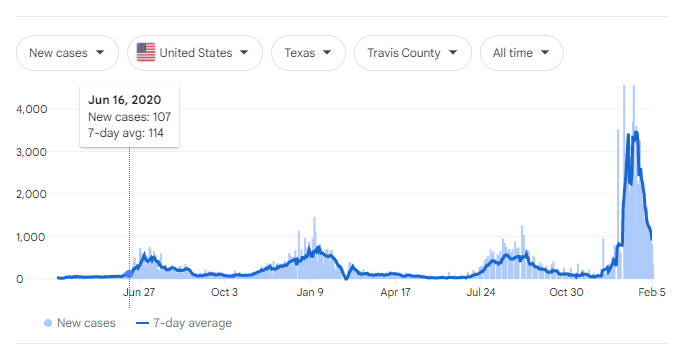 New cases United States Texas Travis County All time
Jun 16, 2020
New cases: 107
7-day avg: 114
4,000
3,000
2,000
1,000
0
Jun 27 Oct 3 Jan 9 Apr 17 Jul 24 Oct 30 Feb 5
New cases 7-day average